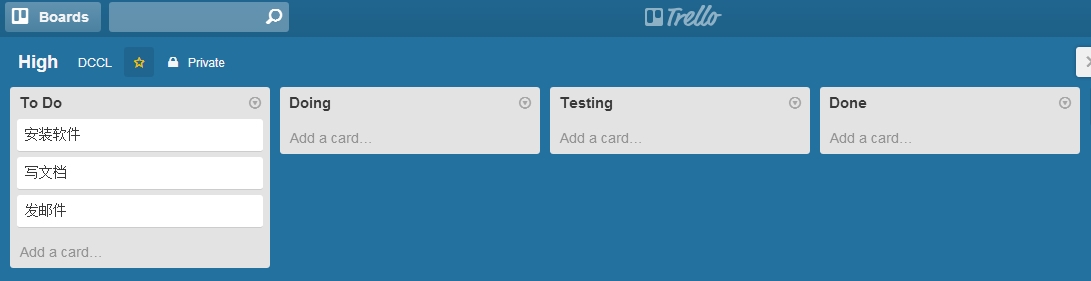 Boards
Trello
High DCCL Private
To Do
安装软件
写文档
发邮件
Add a card...
Doing
Add a card...
Testing
Add a card...
Done
Add a card...